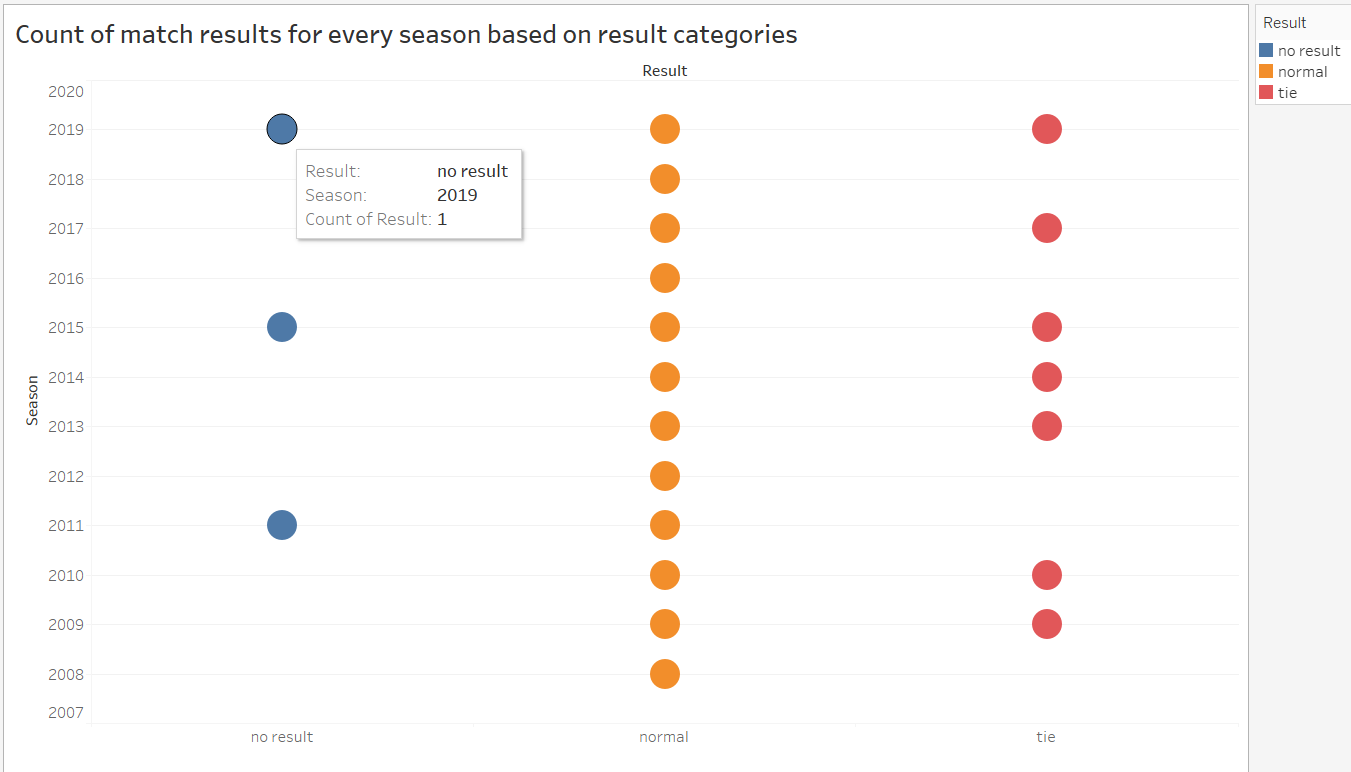 Count of match results for every season based on result categories
Result
Result
no result
normal
tie
2020
2019
2018
2017
2016
2015
2014
2013
2012
2011
2010
2009
2008
2007
Season
Result: no result
Season: 2019
Count of Result: 1
no result normal tie